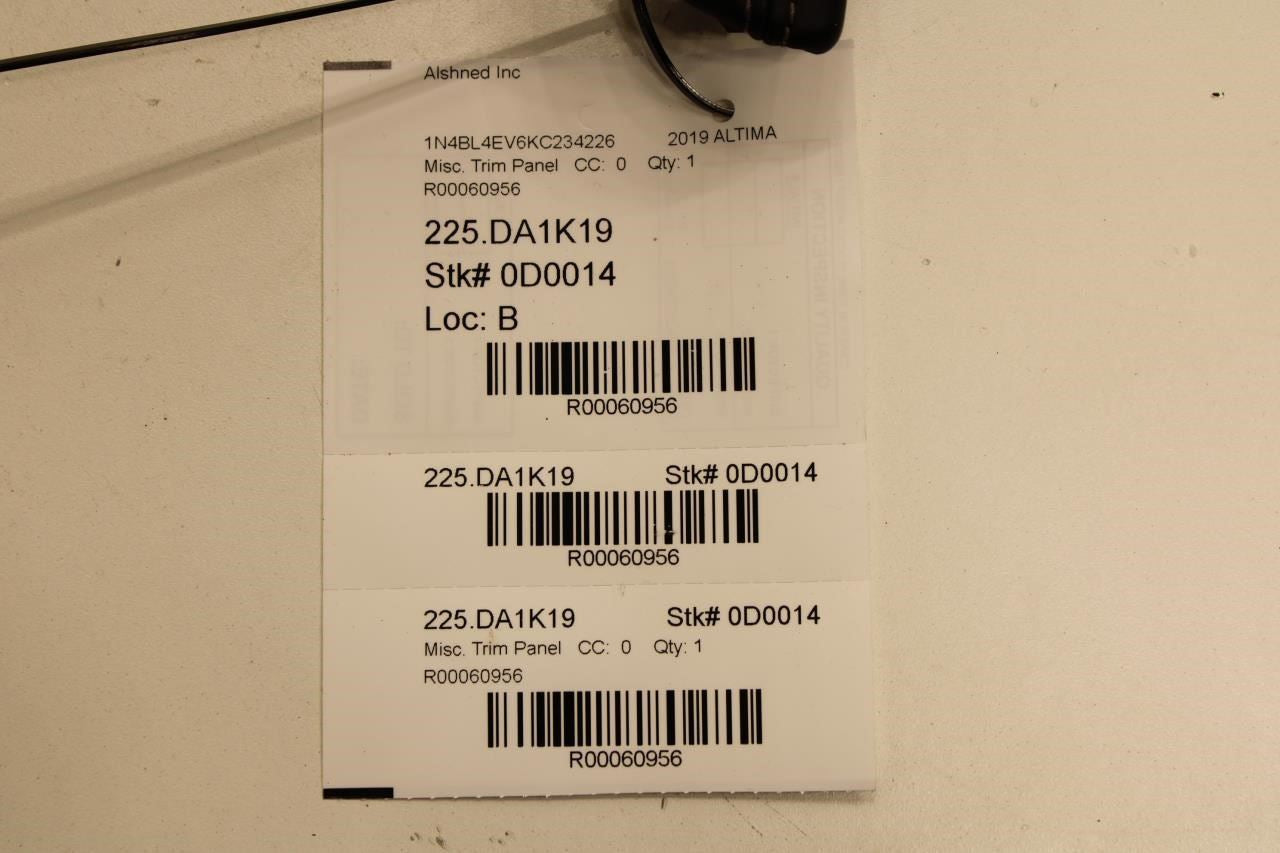 Alshned Inc
1N4BL4EV6KC234226 2019 ALTIMA
Misc. Trim Panel CC: 0 Qty: 1
R00060956
225.DA1K19
Stk# 0D0014
Loc: B
R00060956
225.DA1K19 Stk# 0D0014
R00060956
225.DA1K19 Stk# 0D0014
Misc. Trim Panel CC: 0 Qty: 1
R00060956
R00060956